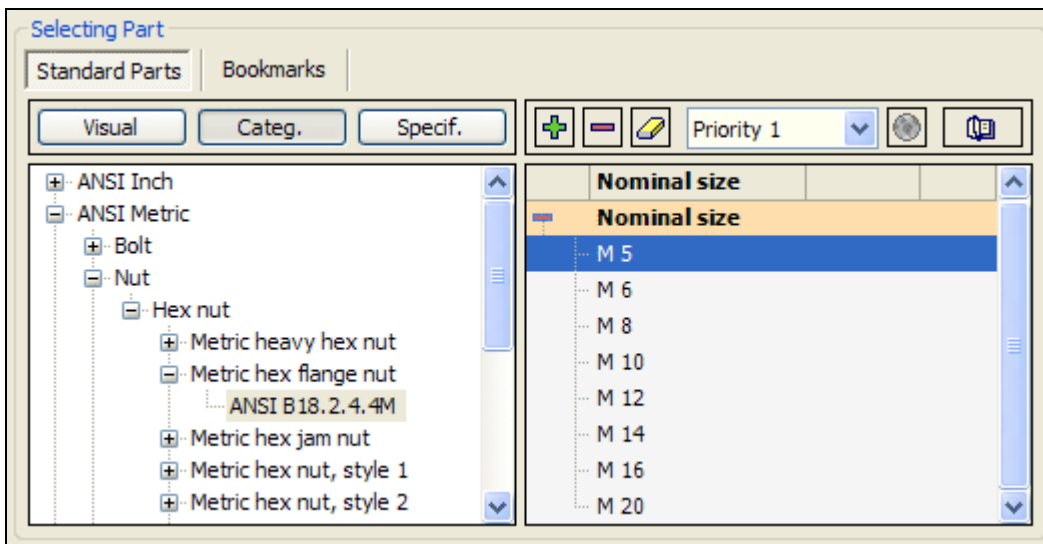 Selecting Part
Standard Parts Bookmarks
Visual Categ. Specif. Priority 1
ANSI Inch
ANSI Metric
Bolt
Nut
Hex nut
Metric heavy hex nut
Metric hex flange nut
ANSI B18.2.4.4M
Metric hex jam nut
Metric hex nut, style 1
Metric hex nut, style 2
Nominal size
Nominal size
M 5
M 6
M 8
M 10
M 12
M 14
M 16
M 20